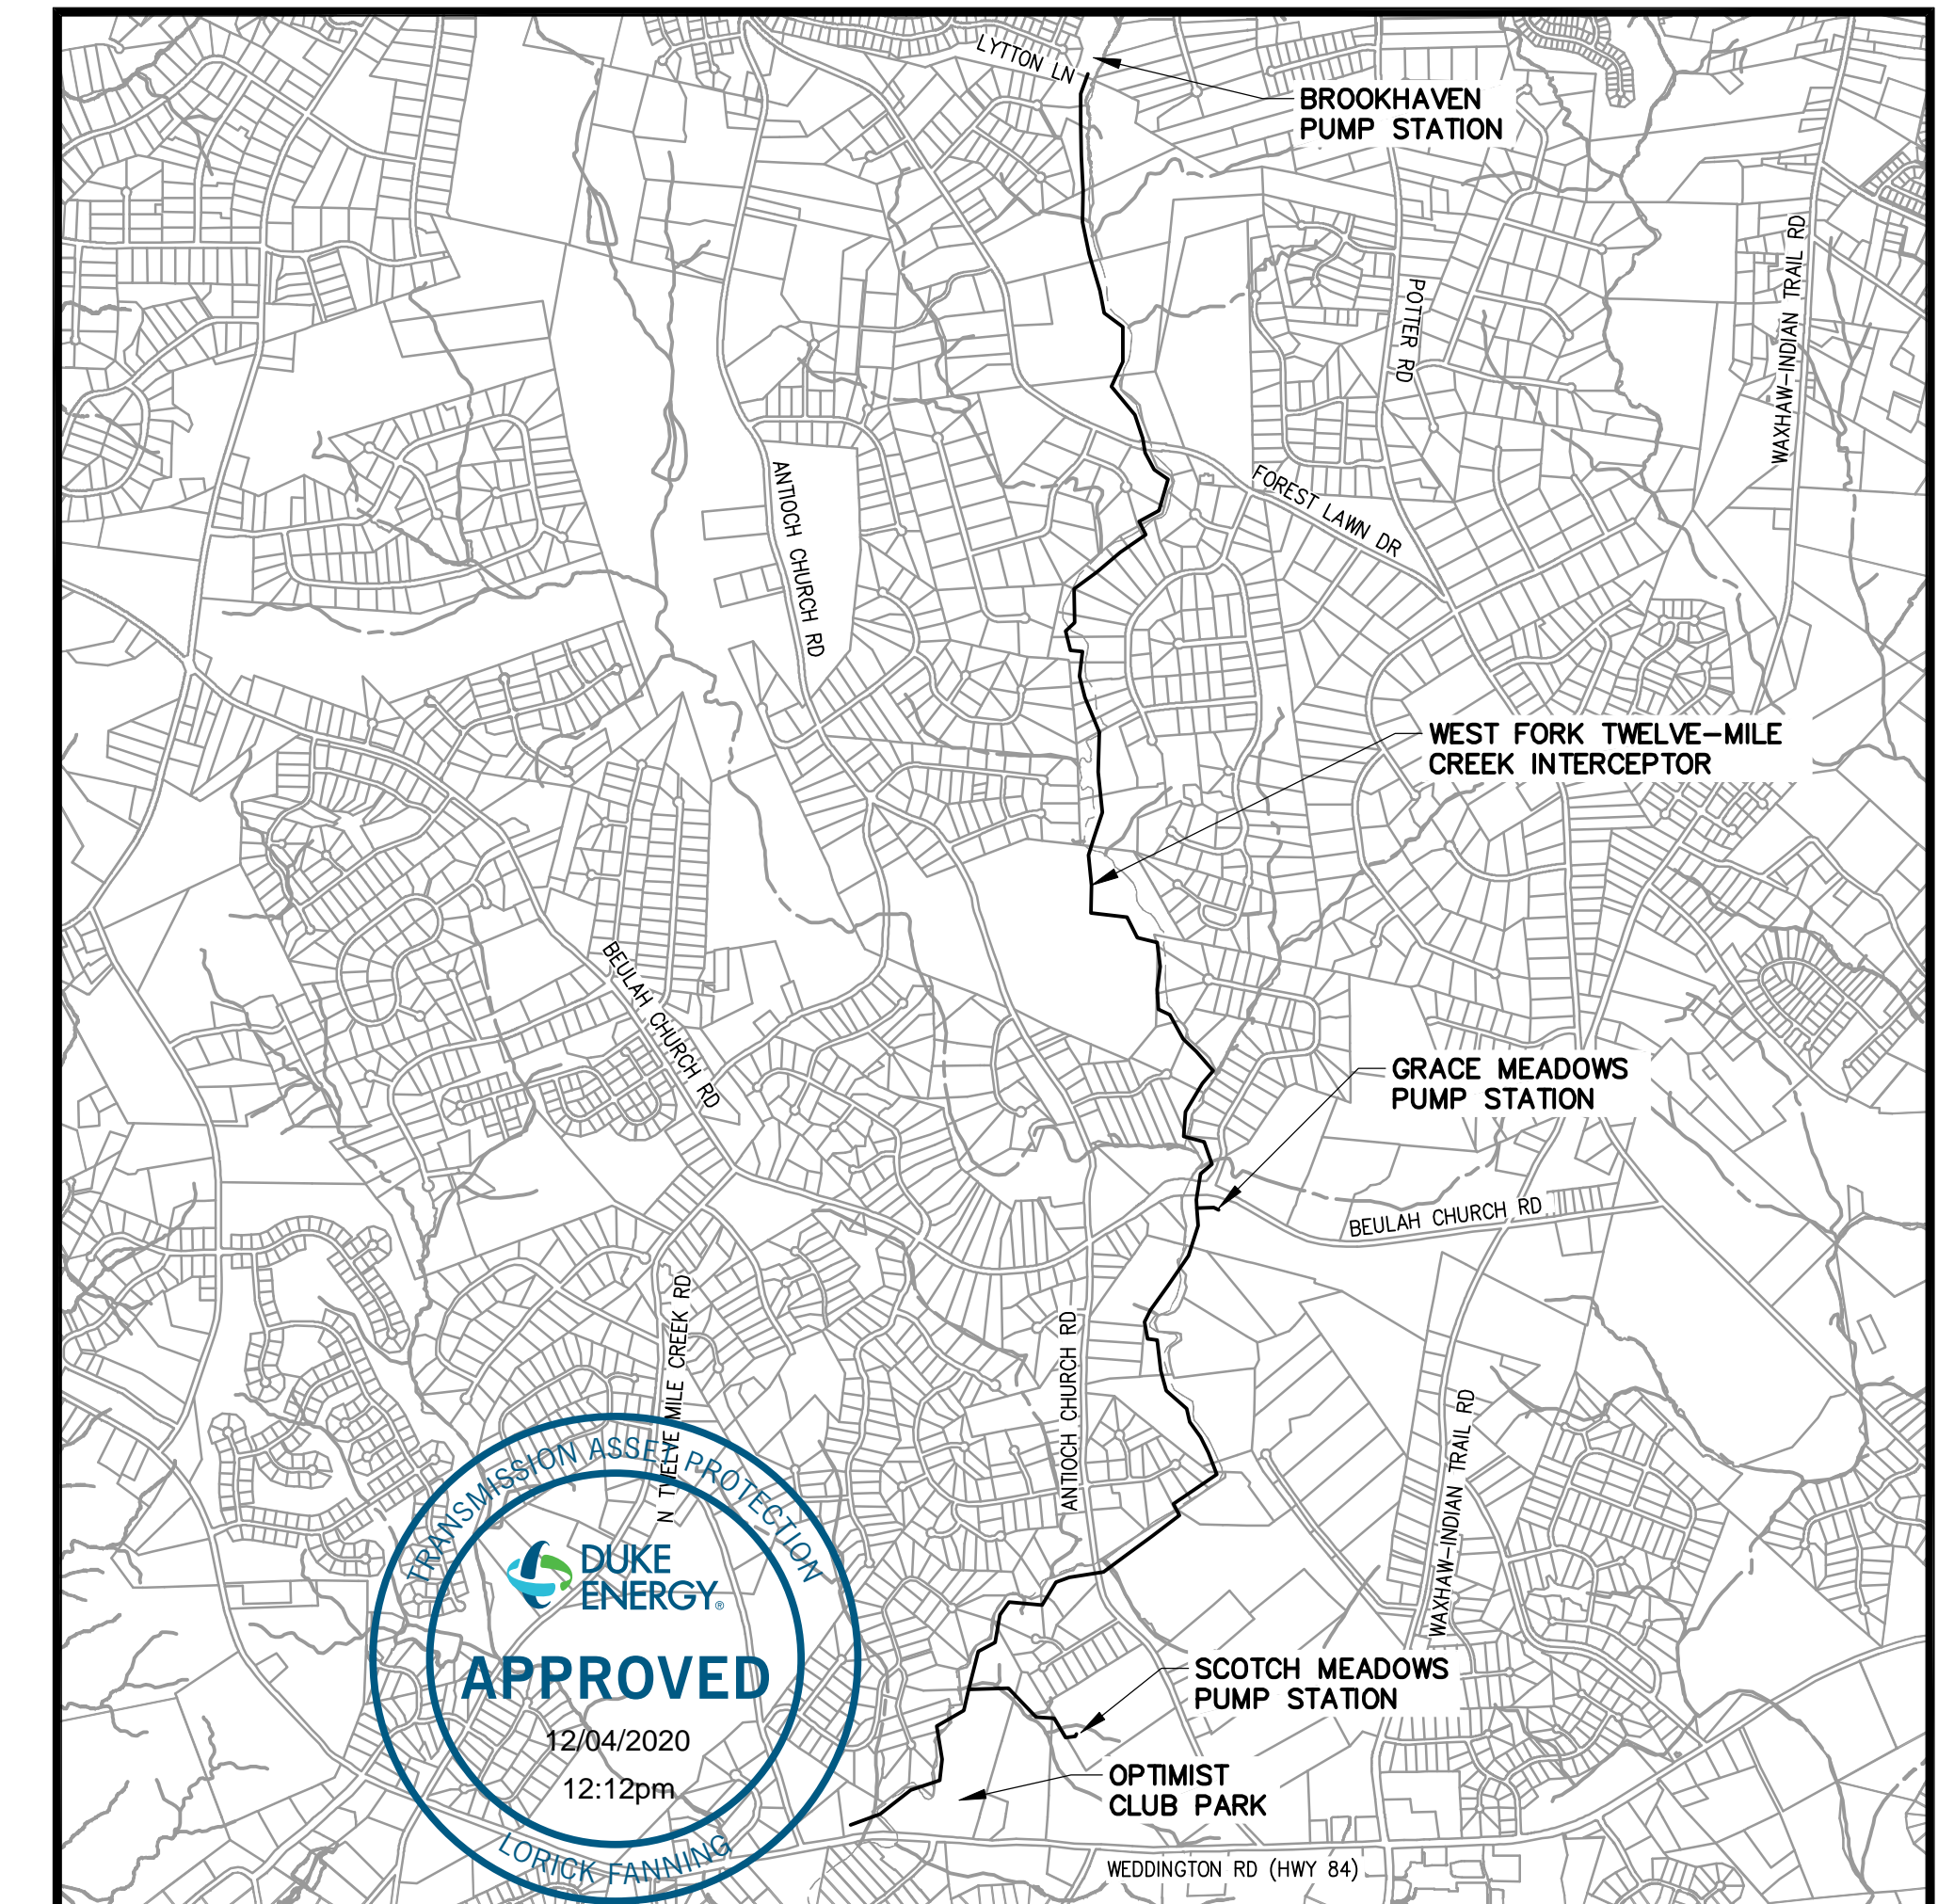 LYTTON LN
BROOKHAVEN
PUMP STATION
WAXHAW-INDIAN TRAIL RD
POTTER RD
ANTIOCH CHURCH RD
FOREST LAWN DR
WEST FORK TWELVE-MILE
CREEK INTERCEPTOR
BEULAH CHURCH RD
GRACE MEADOWS
PUMP STATION
BEULAH CHURCH RD
N TWELVE MILE CREEK RD
ANTIOCH CHURCH RD
WAXHAW-INDIAN TRAIL RD
TRANSMISSION ASSET PROTECTION
DUKE
ENERGY®
APPROVED
12/04/2020
12:12pm
LORICK FANNING
SCOTCH MEADOWS
PUMP STATION
OPTIMIST
CLUB PARK
WEDDINGTON RD (HWY 84)